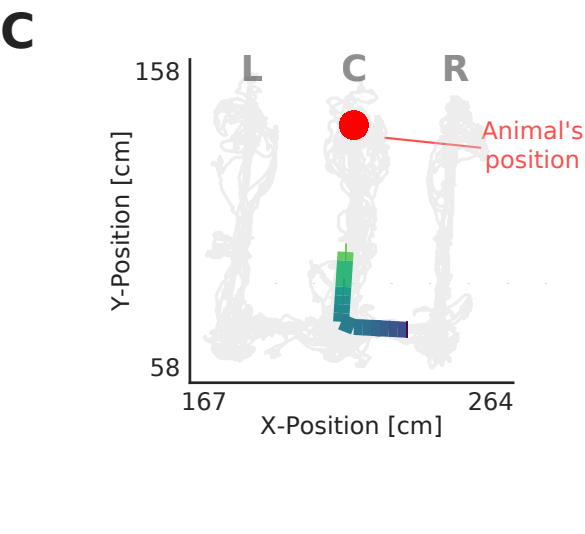 C
L C R
158
Animal's
position
Y-Position [cm]
58
167 264
X-Position [cm]